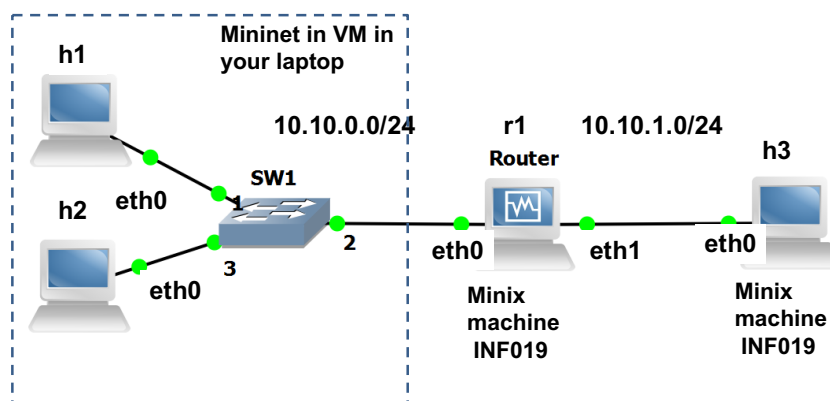 Mininet in VM in
your laptop
h1
10.10.0.0/24
r1
10.10.1.0/24
Router
h3
SW1
1
eth0
h2
2
eth0
eth1
eth0
3
eth0
Minix
machine
INF019
Minix
machine
INF019